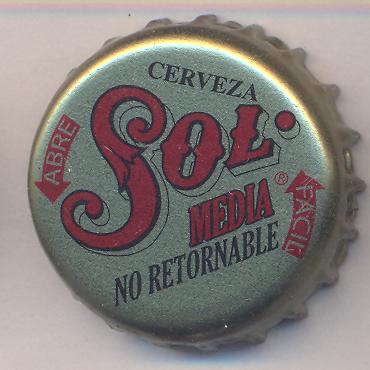 CERVEZA
SOL
MEDIA ®
NO RETORNABLE
ABRE
FACIL